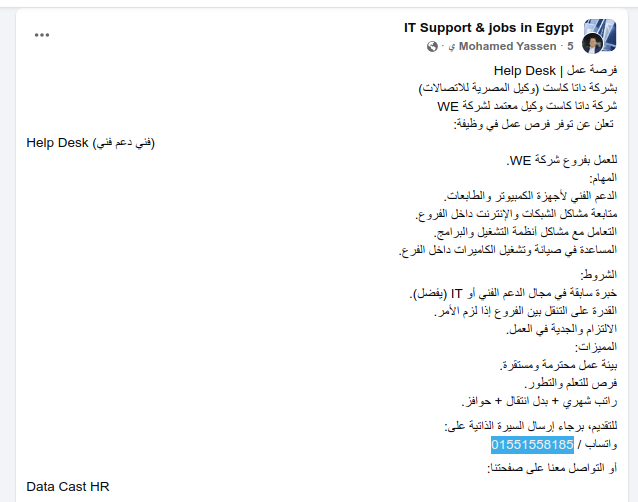 IT Support & jobs in Egypt
Mohamed Yassen · 5 ي ·
فرصة عمل | Help Desk
بشركة داتا كاست (وكيل المصرية للاتصالات)
شركة داتا كاست وكيل معتمد لشركة WE
تعلن عن توفر فرص عمل في وظيفة:
Help Desk (فني دعم فني)
للعمل بفروع شركة WE.
المهام:
الدعم الفني لأجهزة الكمبيوتر والطابعات.
متابعة مشاكل الشبكات والإنترنت داخل الفروع.
التعامل مع مشاكل أنظمة التشغيل والبرامج.
المساعدة في صيانة وتشغيل الكاميرات داخل الفرع.
الشروط:
خبرة سابقة في مجال الدعم الفني أو IT (يفضل).
القدرة على التنقل بين الفروع إذا لزم الأمر.
الالتزام والجدية في العمل.
المميزات:
بيئة عمل محترمة ومستقرة.
فرص للتعلم والتطور.
راتب شهري + بدل انتقال + حوافز.
للتقديم، برجاء إرسال السيرة الذاتية على:
واتساب / 01551558185
أو التواصل معنا على صفحتنا:
Data Cast HR